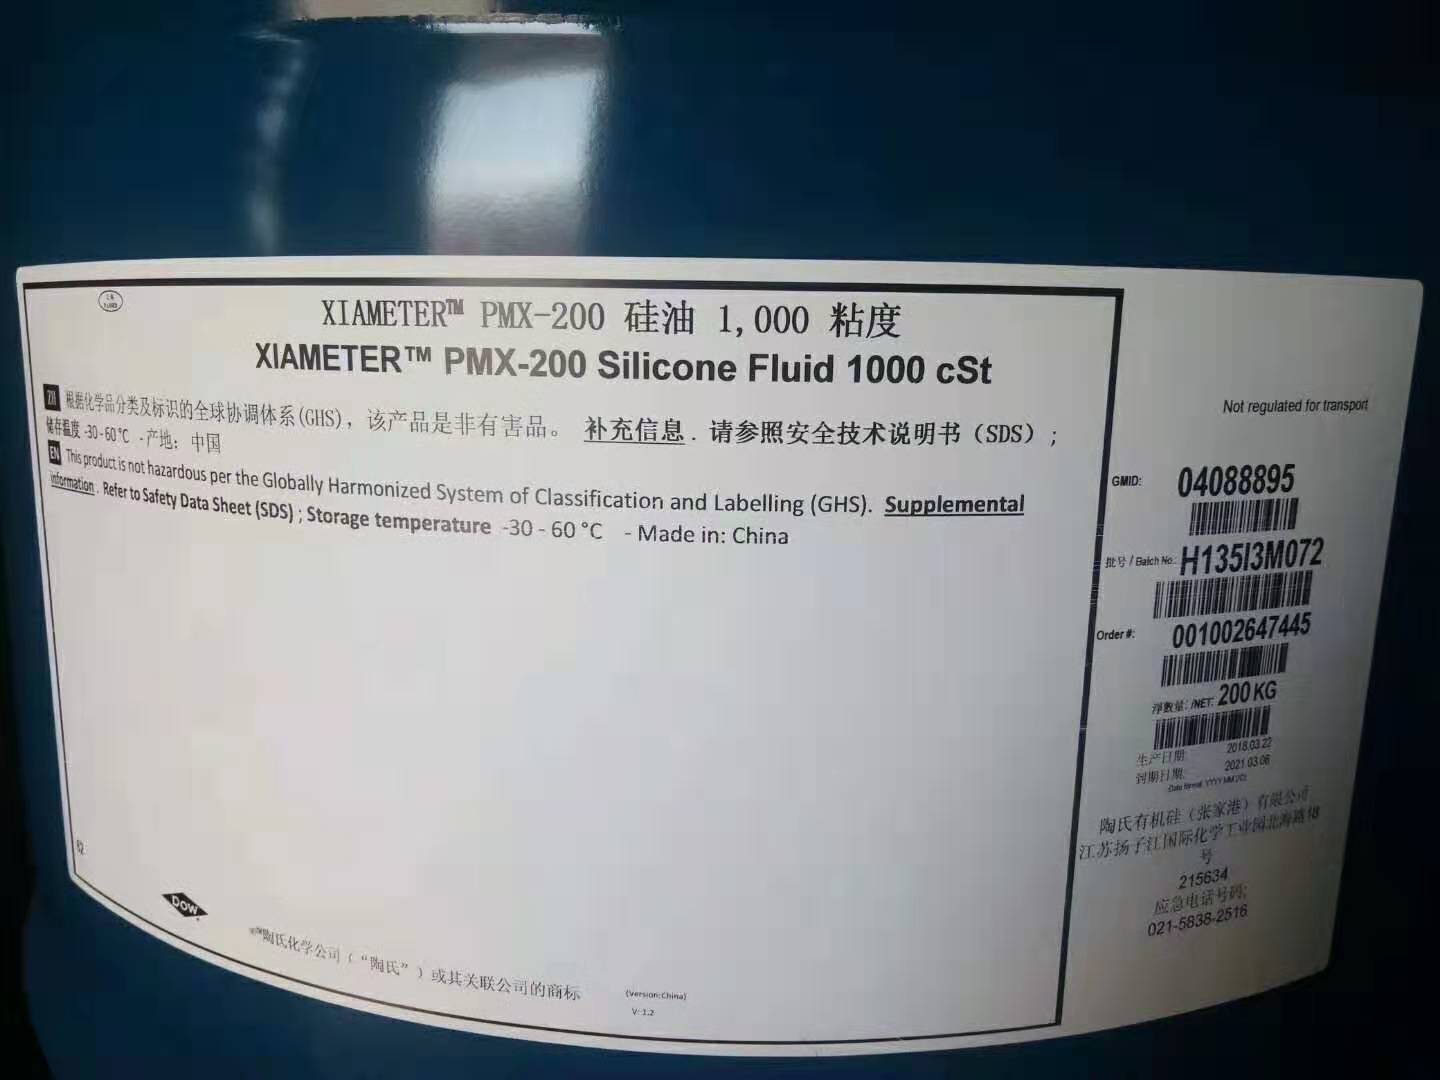 XIAMETER™ PMX-200 硅油 1,000 粘度
XIAMETER™ PMX-200 Silicone Fluid 1000 cSt
ZH 根据化学品分类及标识的全球协调体系(GHS)，该产品是非有害品。 补充信息．请参照安全技术说明书（SDS）;
储存温度 -30 - 60 °C - 产地： 中国
EN This product is not hazardous per the Globally Harmonized System of Classification and Labelling (GHS). Supplemental
information . Refer to Safety Data Sheet (SDS) ; Storage temperature -30 - 60 °C - Made in: China
Not regulated for transport
GMID: 04088895
批号 / Batch No.: H135I3M072
Order #: 001002647445
淨數量: /NET: 200 KG
生产日期: 2018.03.22
到期日期: 2021.03.06
陶氏有机硅（张家港）有限公司
江苏扬子江国际化学工业园北海路18
号
215634
应急电话号码:
021-5838-2516
DOW
®™陶氏化学公司（“陶氏”）或其关联公司的商标
(Version:China)
V: 1.2